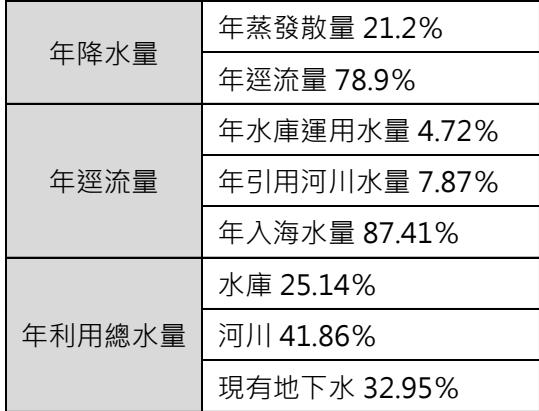 年降水量
年蒸發散量 21.2%
年逕流量 78.9%
年逕流量
年水庫運用水量 4.72%
年引用河川水量 7.87%
年入海水量 87.41%
年利用總水量
水庫 25.14%
河川 41.86%
現有地下水 32.95%